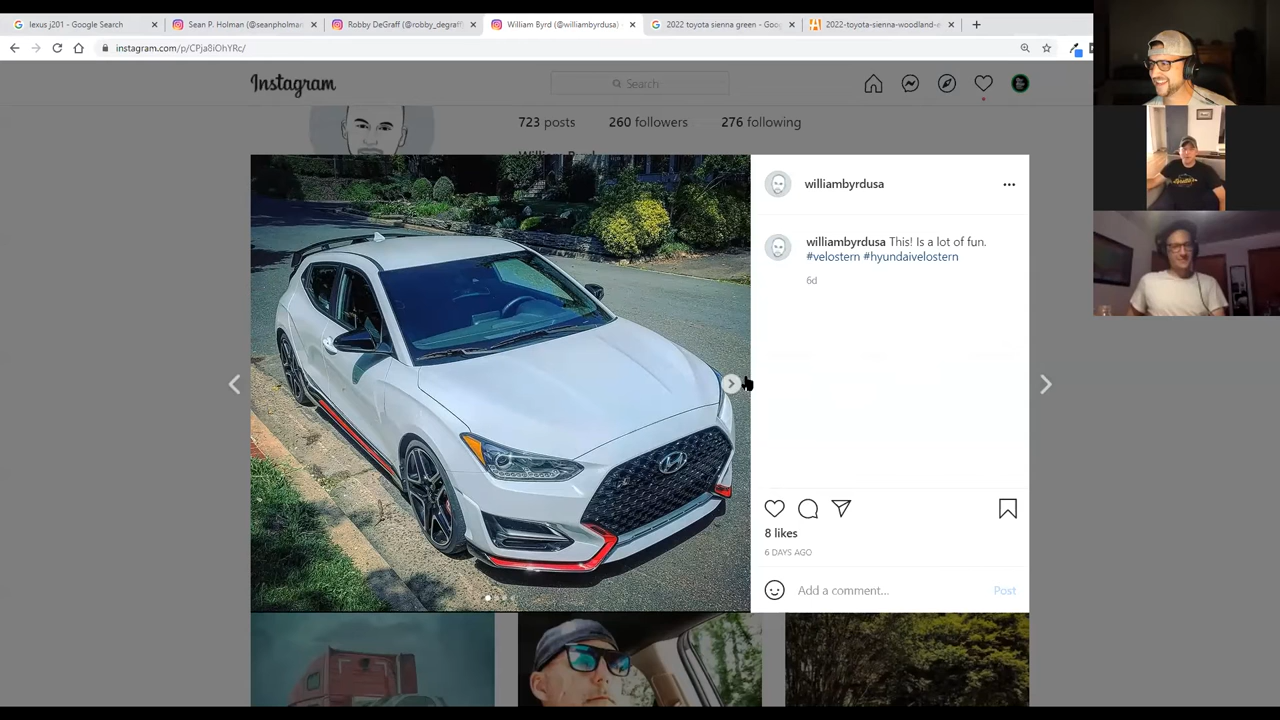 lexus j201 - Google Search
Sean P. Holman (@seanpholman
Robby DeGraff (@robby_degraff
William Byrd (@williambyrdusa)
2022 toyota sienna green - Goo
2022-toyota-sienna-woodland-e
instagram.com/p/CPja8iOhYRc/
Instagram
Search
723 posts 260 followers 276 following
williambyrdusa
williambyrdusa This! Is a lot of fun.
#velostern #hyundaivelostern
6d
8 likes
6 DAYS AGO
Add a comment... Post